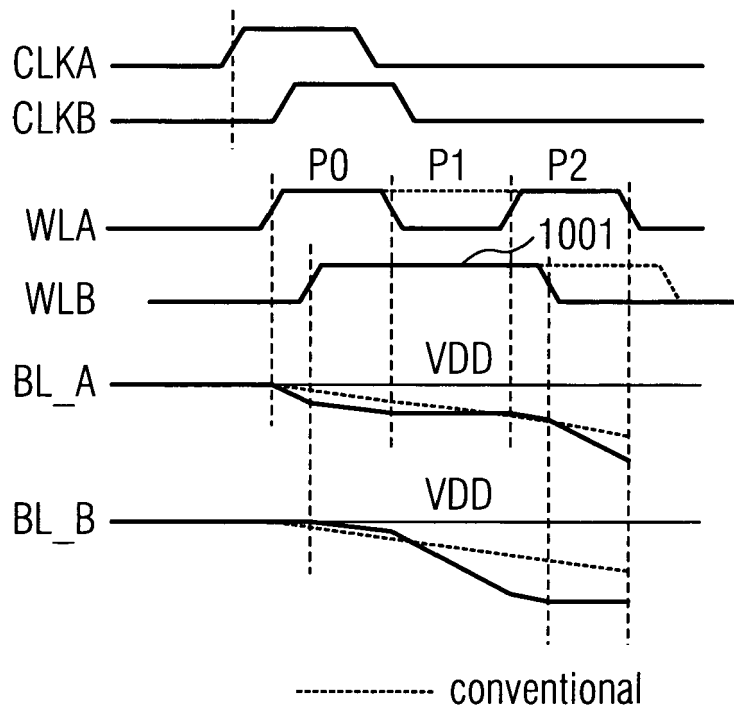 CLKA
CLKB
P0 P1 P2
WLA
1001
WLB
VDD
BL_A
VDD
BL_B
conventional